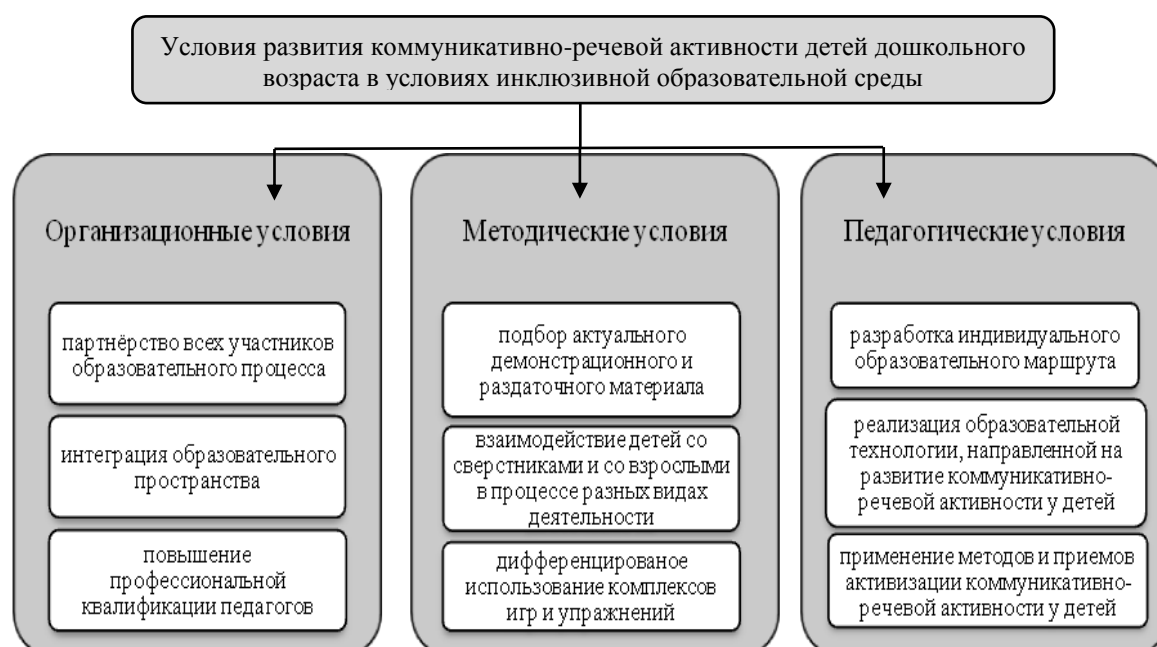 Условия развития коммуникативно-речевой активности детей дошкольного
возраста в условиях инклюзивной образовательной среды
Организационные условия
партнёрство всех участников
образовательного процесса
интеграция образовательного
пространства
повышение
профессиональной
квалификации педагогов
Методические условия
подбор актуального
демонстрационного и
раздаточного материала
взаимодействие детей со
сверстниками и со взрослыми
в процессе разных видах
деятельности
дифференцированое
использование комплексов
игр и упражнений
Педагогические условия
разработка индивидуального
образовательного маршрута
реализация образовательной
технологии, направленной на
развитие коммуникативно-
речевой активности у детей
применение методов и приемов
активизации коммуникативно-
речевой активности у детей